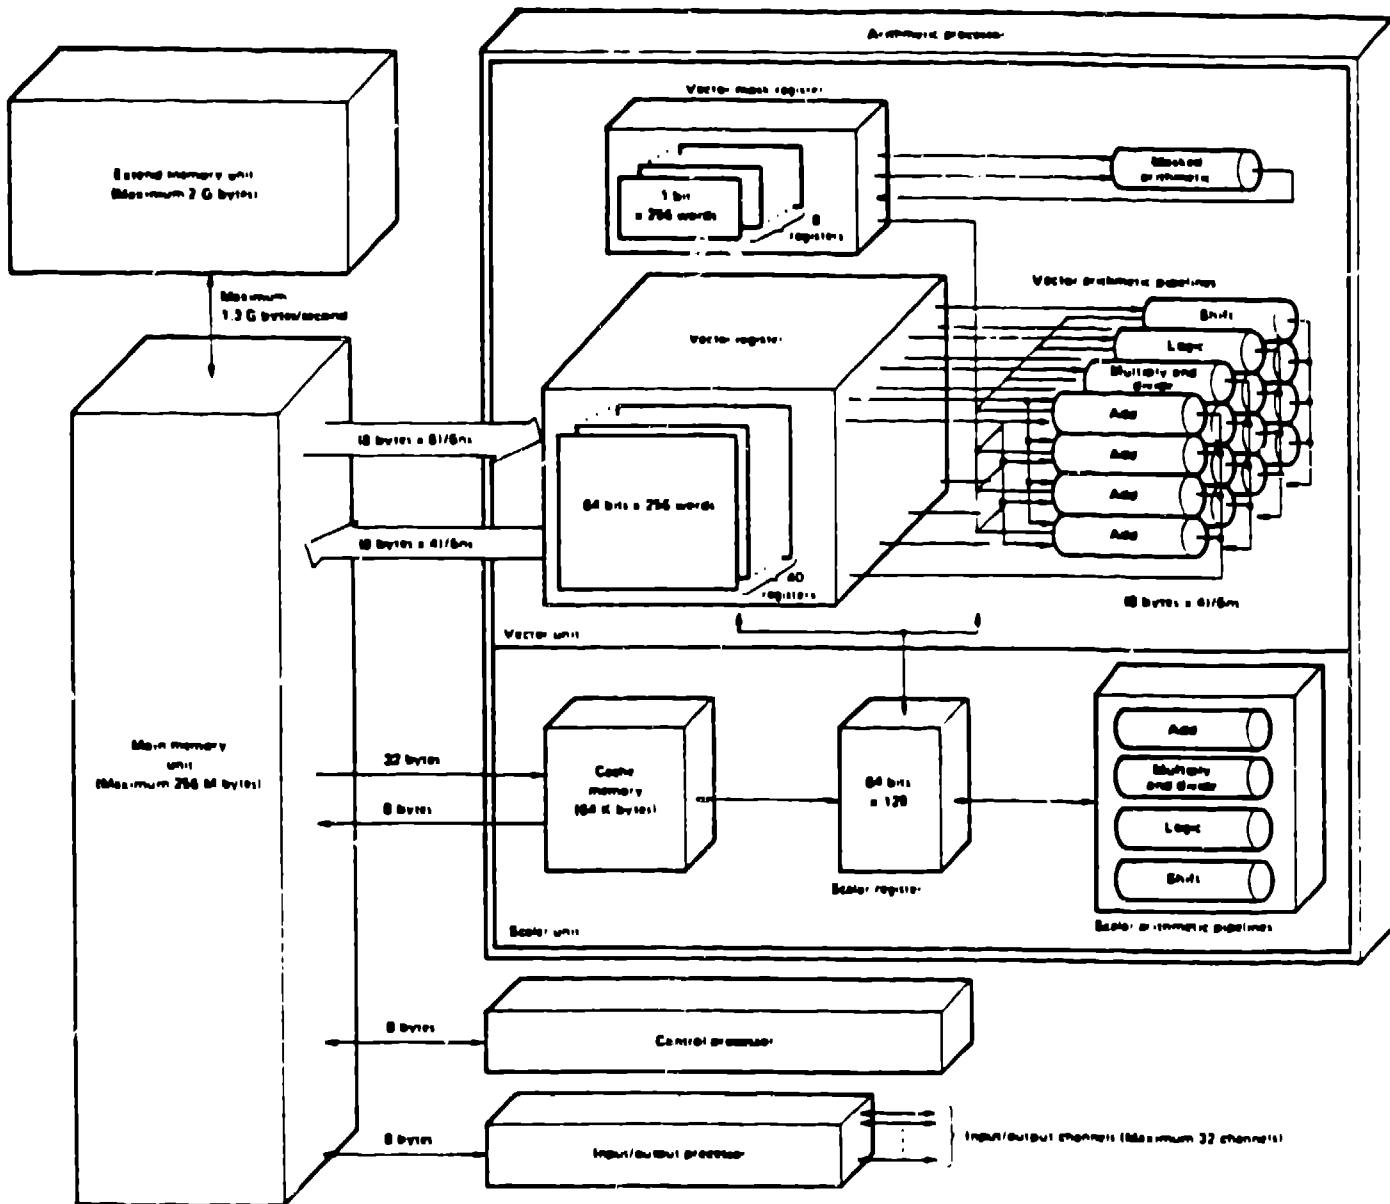 Arithmetic processor
Vector mask register
Extend memory unit
(Maximum 2 G bytes)
Masked
arithmetic
1 bit
x 256 words
8
registers
Maximum
1.3 G bytes/second
Vector arithmetic pipelines
Shift
Vector register
Logic
Multiply and
divide
Add
(8 bytes x 8)/6ns
Add
64 bits x 256 words
Add
(8 bytes x 4)/6ns
Add
40
registers
(8 bytes x 4)/6ns
Vector unit
Main memory
unit
(Maximum 256 M bytes)
32 bytes
8 bytes
Cache
memory
(64 K bytes)
64 bits
x 128
Scalar register
Add
Multiply
and divide
Logic
Shift
Scalar arithmetic pipelines
Scalar unit
8 bytes
Control processor
8 bytes
Input/output processor
Input/output channels (Maximum 32 channels)